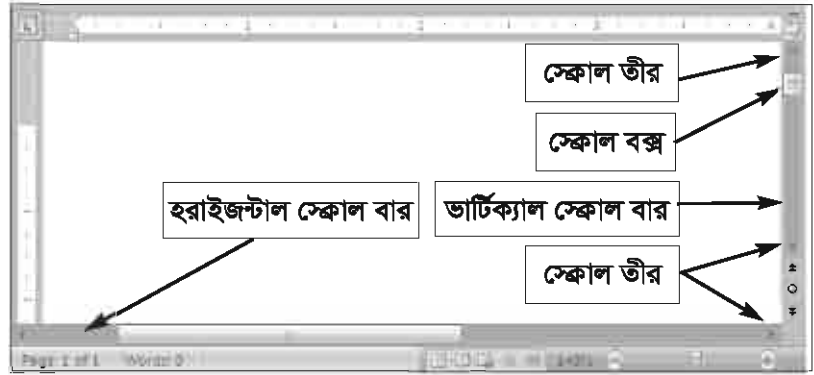 স্ক্রোল তীর
স্ক্রোল বক্স
হরাইজন্টাল স্ক্রোল বার
ভার্টিক্যাল স্ক্রোল বার
স্ক্রোল তীর
Page: 1 of 1 Words: 0